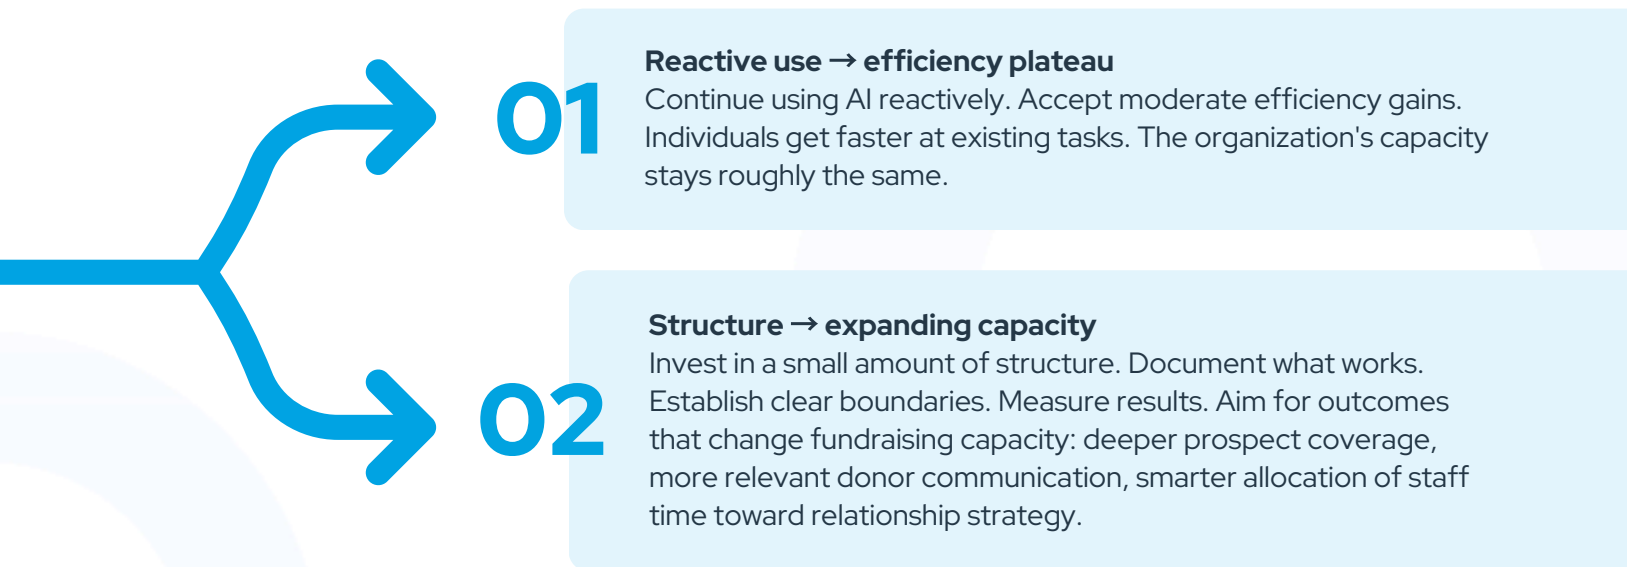 01
Reactive use → efficiency plateau
Continue using AI reactively. Accept moderate efficiency gains.
Individuals get faster at existing tasks. The organization's capacity
stays roughly the same.
02
Structure → expanding capacity
Invest in a small amount of structure. Document what works.
Establish clear boundaries. Measure results. Aim for outcomes
that change fundraising capacity: deeper prospect coverage,
more relevant donor communication, smarter allocation of staff
time toward relationship strategy.